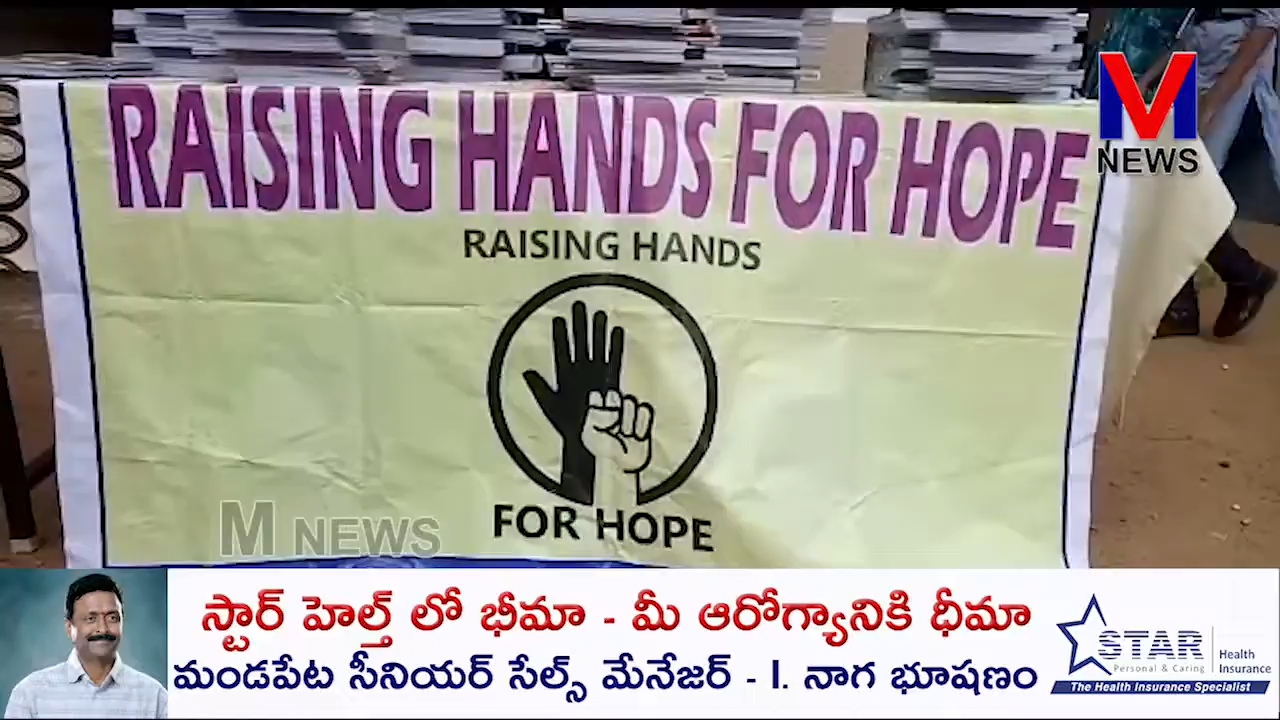 RAISING HANDS FOR HOPE
M
NEWS
RAISING HANDS
FOR HOPE
M NEWS
స్టార్ హెల్త్ లో భీమా - మీ ఆరోగ్యానికి ధీమా
మండపేట సీనియర్ సేల్స్ మేనేజర్ - I. నాగ భూషణం
STAR Health
Personal & Caring Insurance
The Health Insurance Specialist